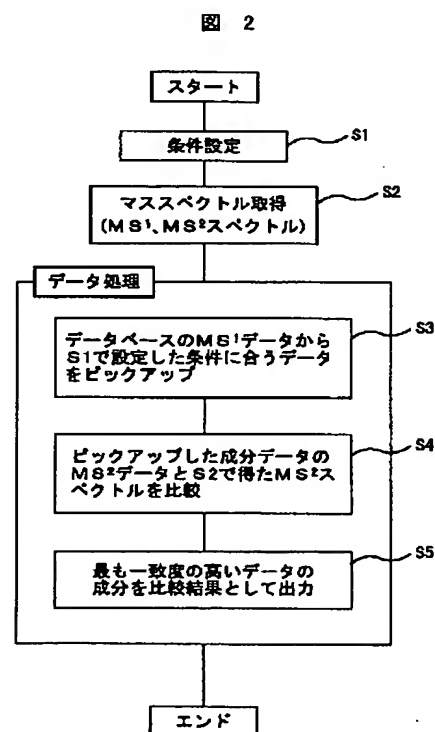 図 2
スタート
条件設定
S1
マススペクトル取得
(MS¹、MS²スペクトル)
S2
データ処理
データベースのMS¹データから
S1で設定した条件に合うデータ
をピックアップ
S3
ピックアップした成分データの
MS²データとS2で得たMS²ス
ペクトルを比較
S4
最も一致度の高いデータの
成分を比較結果として出力
S5
エンド